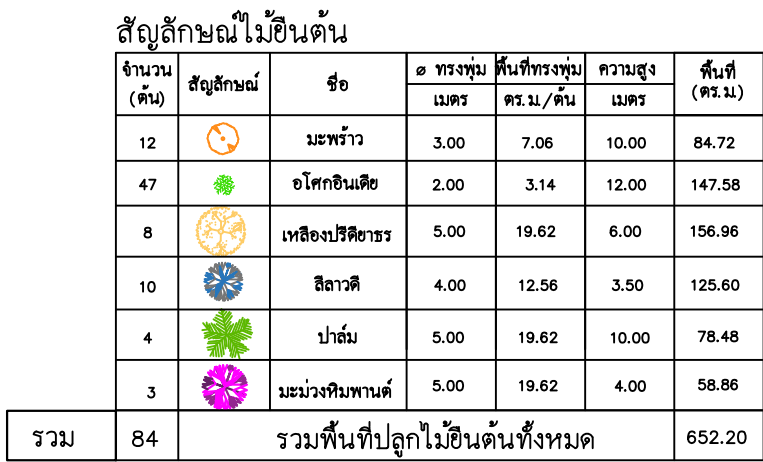 สัญลักษณ์ไม้ยืนต้น
จำนวน (ต้น) สัญลักษณ์ ชื่อ ø ทรงพุ่ม เมตร พื้นที่ทรงพุ่ม ตร.ม./ต้น ความสูง เมตร พื้นที่ (ตร.ม.)
12 มะพร้าว 3.00 7.06 10.00 84.72
47 อโศกอินเดีย 2.00 3.14 12.00 147.58
8 เหลืองปรีดียาธร 5.00 19.62 6.00 156.96
10 ลีลาวดี 4.00 12.56 3.50 125.60
4 ปาล์ม 5.00 19.62 10.00 78.48
3 มะม่วงหิมพานต์ 5.00 19.62 4.00 58.86
รวม 84 รวมพื้นที่ปลูกไม้ยืนต้นทั้งหมด 652.20